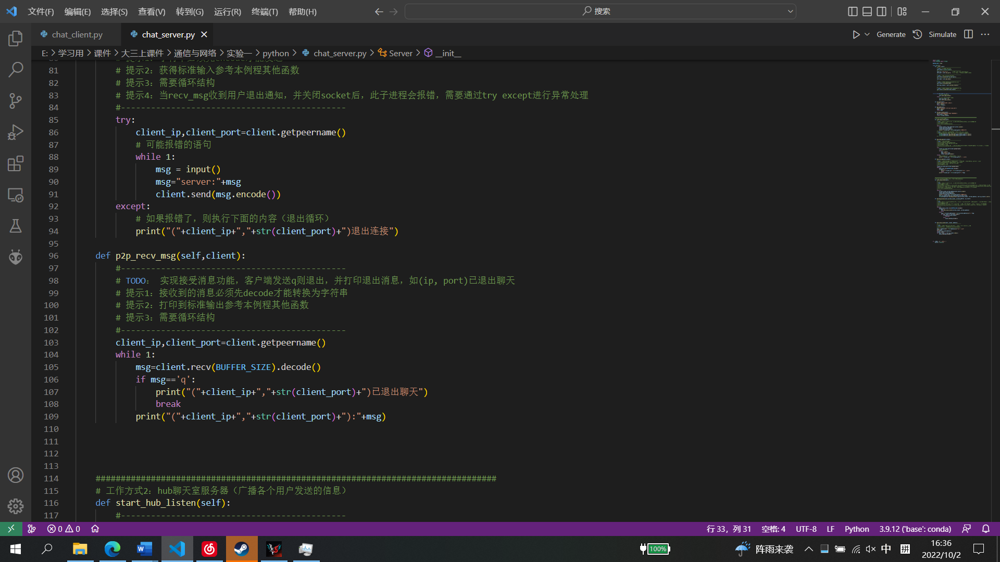 文件(F) 编辑(E) 选择(S) 查看(V) 转到(G) 运行(R) 终端(T) 帮助(H) 搜索
chat_client.py chat_server.py Generate Simulate
E: > 学习用 > 课件 > 大三上课件 > 通信与网络 > 实验一 > python > chat_server.py > Server > __init__
81 # 提示2: 获得标准输入参考本例程其他函数
82 # 提示3: 需要循环结构
83 # 提示4: 当recv_msg收到用户退出通知，并关闭socket后，此子进程会报错，需要通过try except进行异常处理
84 #---------------------------------------------
85 try:
86 client_ip,client_port=client.getpeername()
87 # 可能报错的语句
88 while 1:
89 msg = input()
90 msg="server:"+msg
91 client.send(msg.encode())
92 except:
93 # 如果报错了，则执行下面的内容（退出循环）
94 print("("+client_ip+","+str(client_port)+")退出连接")
95
96 def p2p_recv_msg(self,client):
97 #---------------------------------------------
98 # TODO: 实现接受消息功能，客户端发送q则退出，并打印退出消息，如(ip, port)已退出聊天
99 # 提示1: 接收到的消息必须先decode才能转换为字符串
100 # 提示2: 打印到标准输出参考本例程其他函数
101 # 提示3: 需要循环结构
102 #---------------------------------------------
103 client_ip,client_port=client.getpeername()
104 while 1:
105 msg=client.recv(BUFFER_SIZE).decode()
106 if msg=='q':
107 print("("+client_ip+","+str(client_port)+")已退出聊天")
108 break
109 print("("+client_ip+","+str(client_port)+"):"+msg)
110
111
112
113
114 ################################################################################
115 # 工作方式2: hub聊天室服务器（广播各个用户发送的信息）
116 def start_hub_listen(self):
117 #---------------------------------------------
0 0 行 33，列 31 空格: 4 UTF-8 LF Python 3.9.12 ('base': conda)
100% 阵雨来袭 中 拼 16:36
2022/10/2